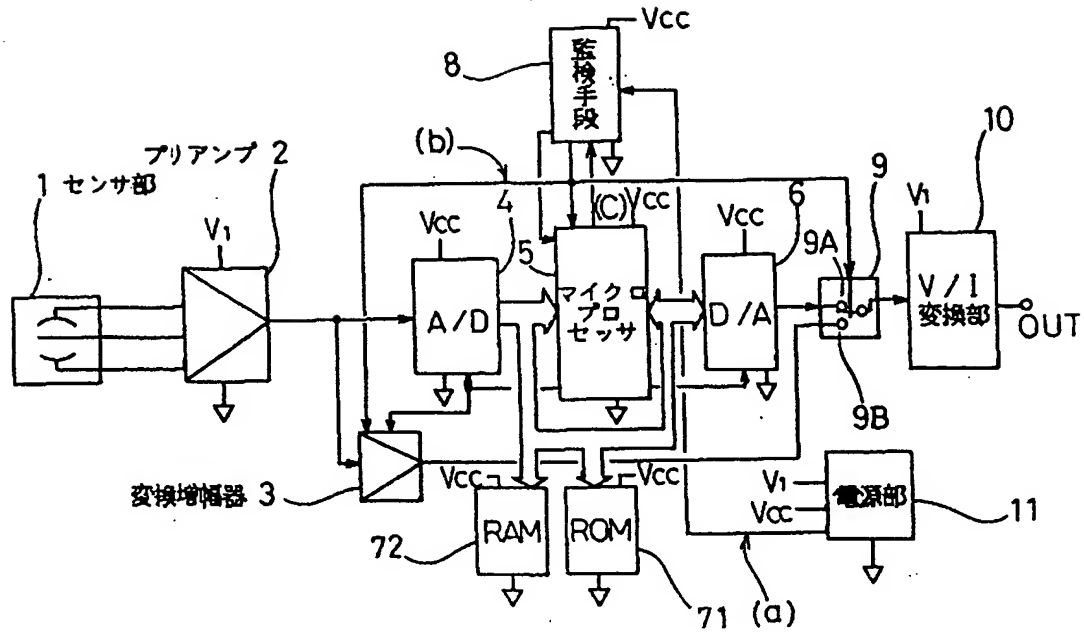 Vcc
8
監検手段
10
(b)
プリアンプ 2
1 センサ部
4
(C)
Vcc
6
9
V1
V1
Vcc
Vcc
9A
5
A/D
マイクロ
プロ
セッサ
D/A
V/I
変換部
OUT
9B
変換増幅器 3
Vcc
Vcc
V1
Vcc
電源部
11
72
RAM
ROM
71
(a)